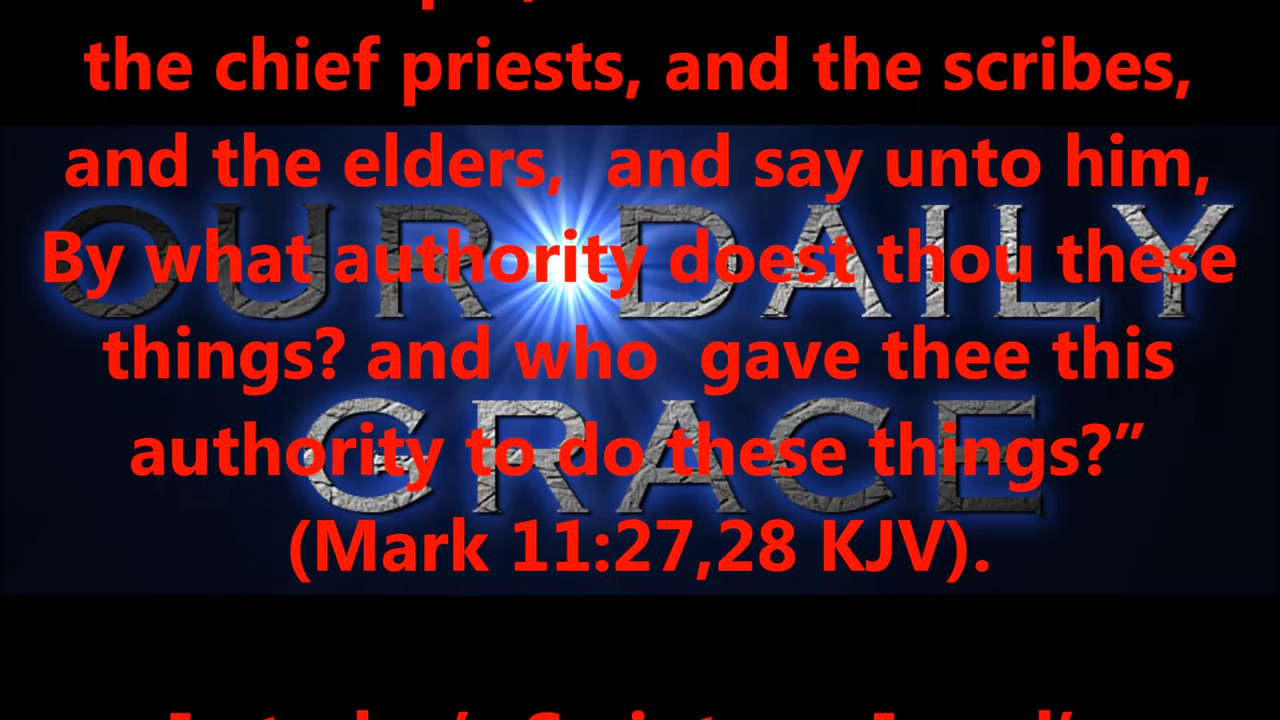 the chief priests, and the scribes,
and the elders,  and say unto him,
OUR DAILY
By what authority doest thou these
things? and who  gave thee this
GRACE
authority to do these things?”
(Mark 11:27,28 KJV).